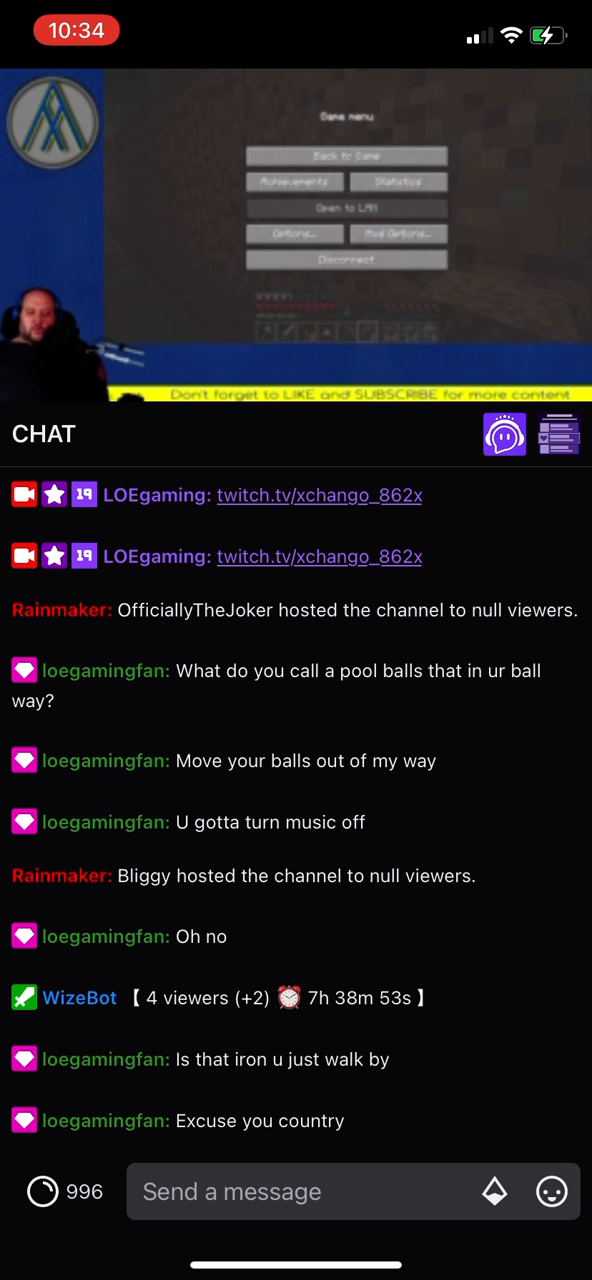 10:34
Game menu
Back to Game
Achievements Statistics
Open to LAN
Options... Mod Options...
Disconnect
Don't forget to LIKE and SUBSCRIBE for more content
CHAT
19 LOEgaming: twitch.tv/xchango_862x
19 LOEgaming: twitch.tv/xchango_862x
Rainmaker: OfficiallyTheJoker hosted the channel to null viewers.
loegamingfan: What do you call a pool balls that in ur ball
way?
loegamingfan: Move your balls out of my way
loegamingfan: U gotta turn music off
Rainmaker: Bliggy hosted the channel to null viewers.
loegamingfan: Oh no
WizeBot 【 4 viewers (+2) ⏰ 7h 38m 53s 】
loegamingfan: Is that iron u just walk by
loegamingfan: Excuse you country
996 Send a message